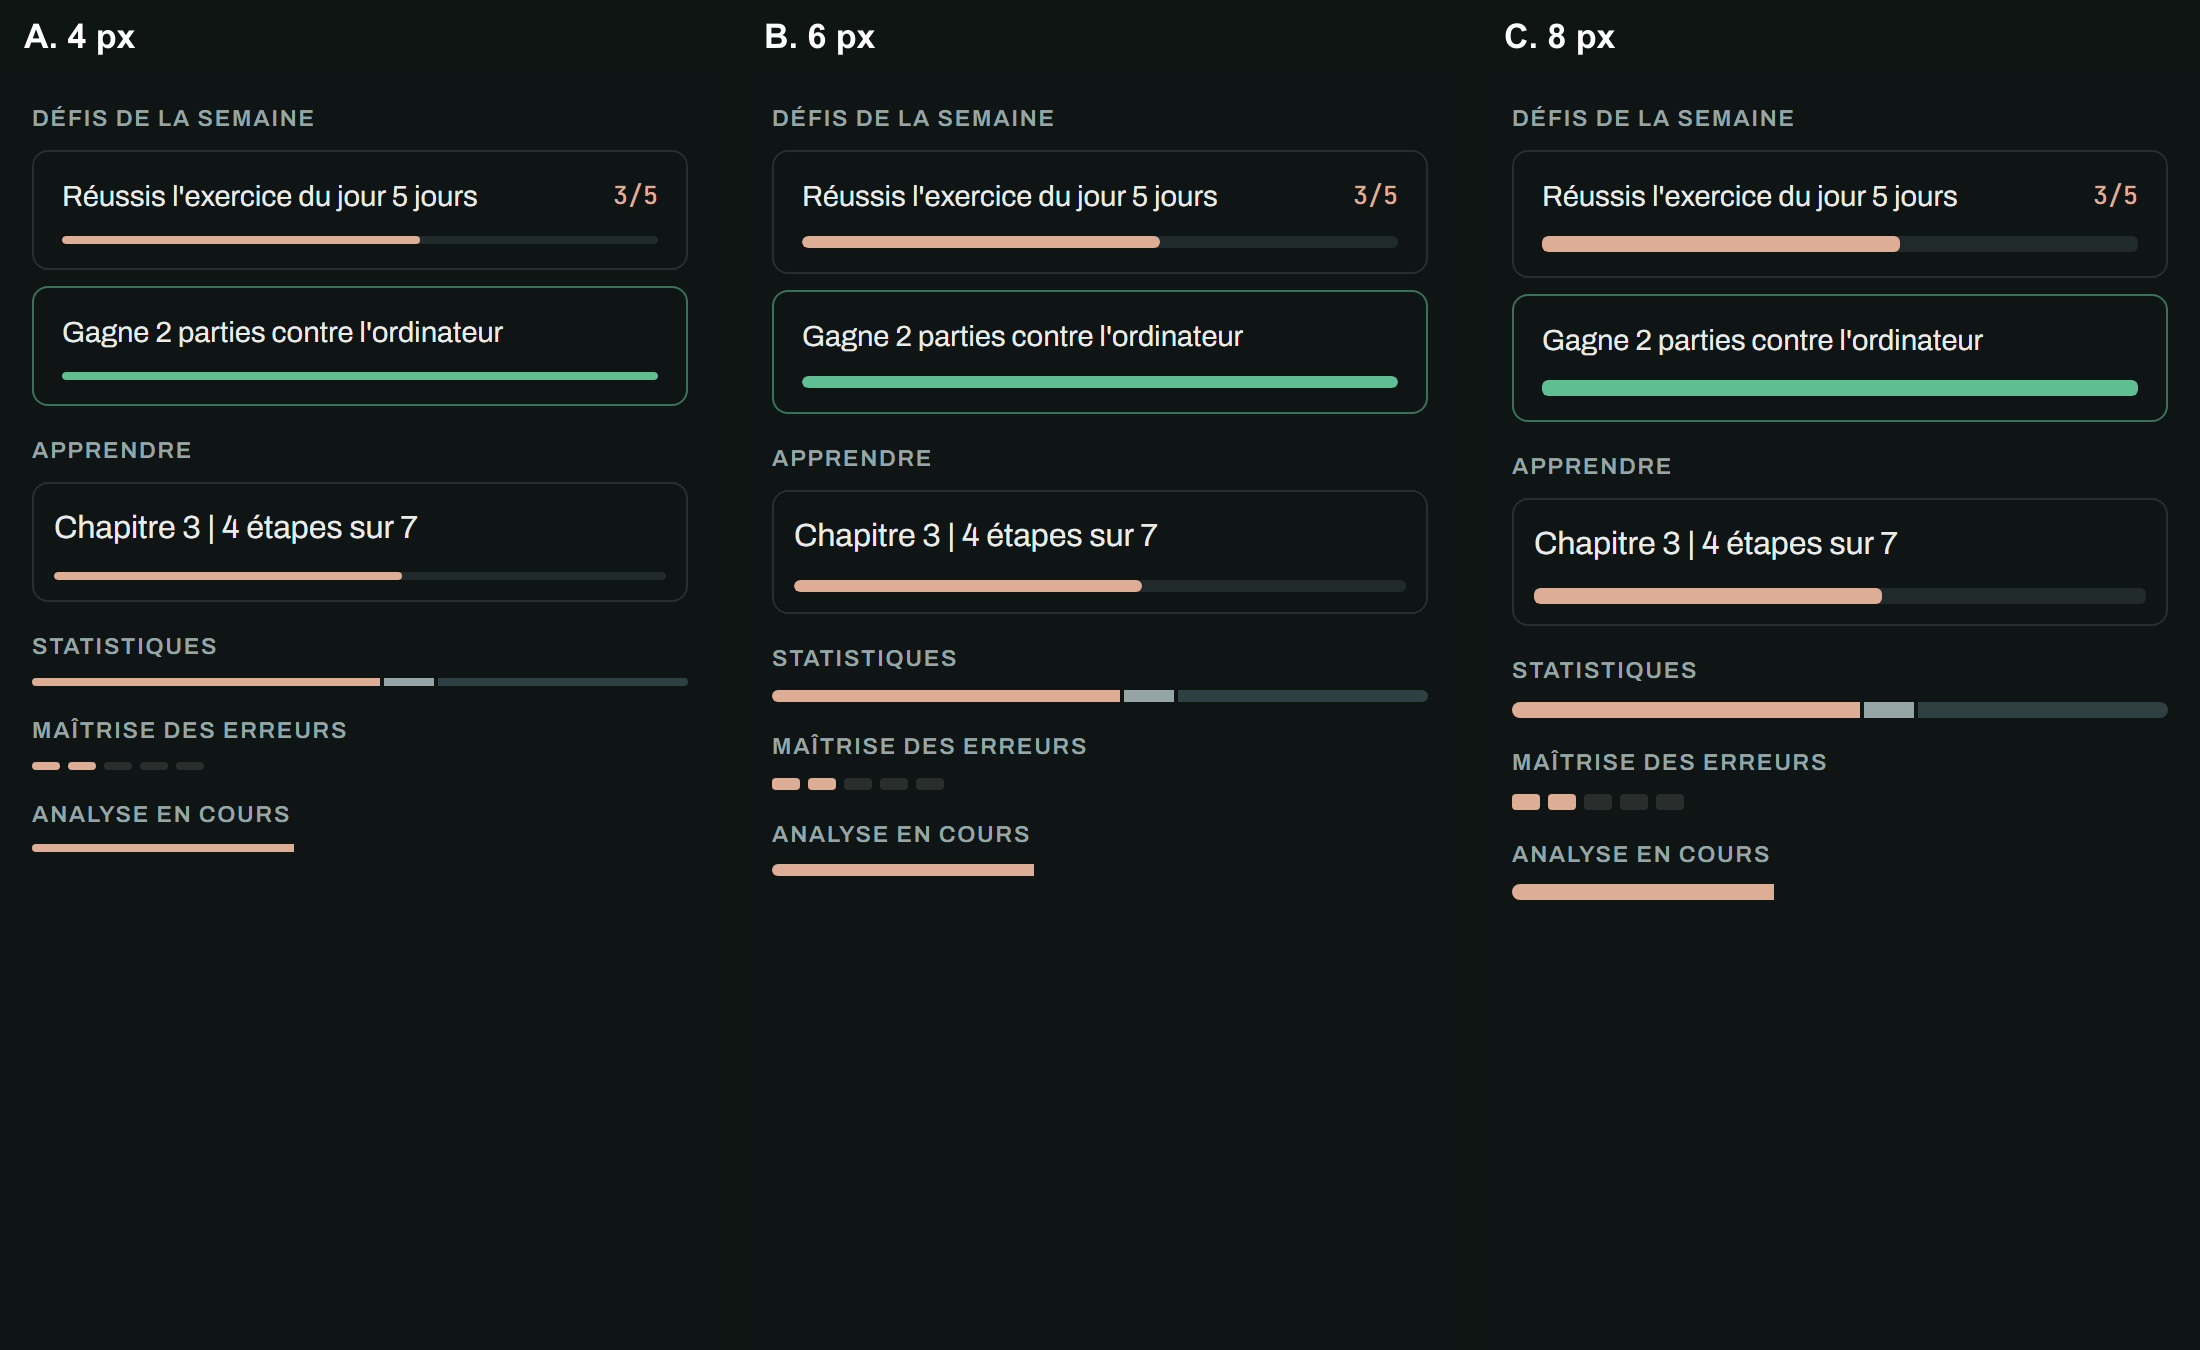 A. 4 px
DÉFIS DE LA SEMAINE
Réussis l'exercice du jour 5 jours 3/5
Gagne 2 parties contre l'ordinateur
APPRENDRE
Chapitre 3 | 4 étapes sur 7
STATISTIQUES
MAÎTRISE DES ERREURS
ANALYSE EN COURS
B. 6 px
DÉFIS DE LA SEMAINE
Réussis l'exercice du jour 5 jours 3/5
Gagne 2 parties contre l'ordinateur
APPRENDRE
Chapitre 3 | 4 étapes sur 7
STATISTIQUES
MAÎTRISE DES ERREURS
ANALYSE EN COURS
C. 8 px
DÉFIS DE LA SEMAINE
Réussis l'exercice du jour 5 jours 3/5
Gagne 2 parties contre l'ordinateur
APPRENDRE
Chapitre 3 | 4 étapes sur 7
STATISTIQUES
MAÎTRISE DES ERREURS
ANALYSE EN COURS